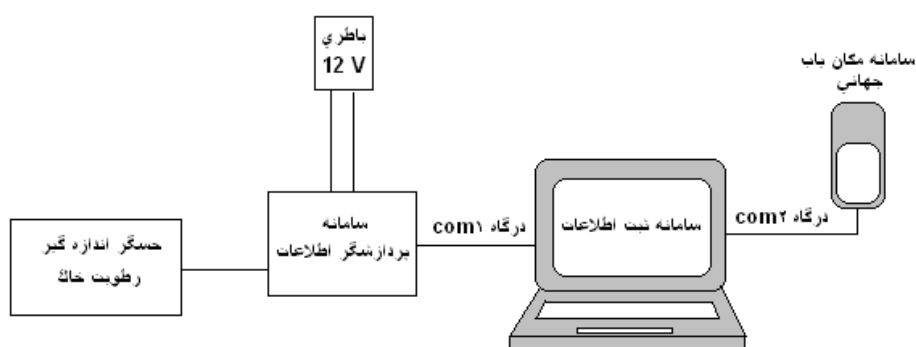 باطري
12 V
سامانه مكان ياب
جهاني
حسگر اندازه گير
رطوبت خاك
سامانه
پردازشگر اطلاعات
درگاه com۱
سامانه ثبت اطلاعات
درگاه com۲